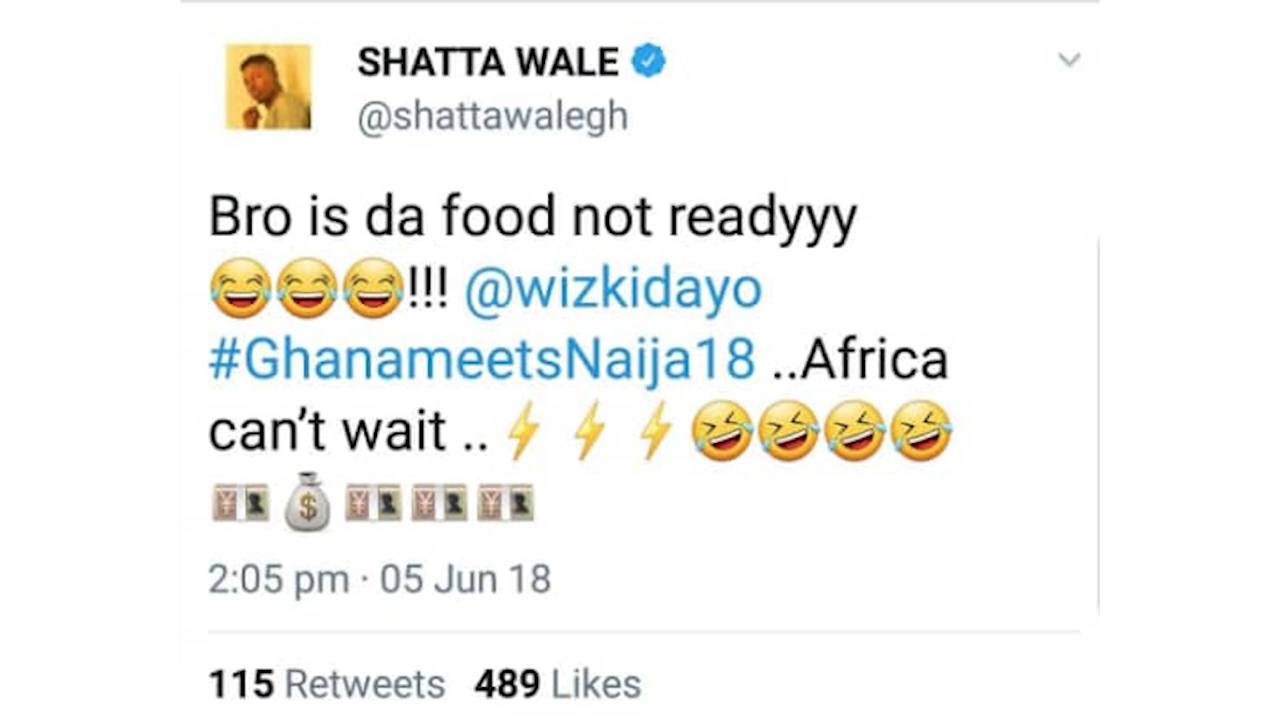 SHATTA WALE
@shattawalegh
Bro is da food not readyyy
😂😂😂!!! @wizkidayo
#GhanameetsNaija18 ..Africa
can't wait .. ⚡ ⚡ ⚡🤣🤣🤣🤣
💴💰💴💴💴
2:05 pm · 05 Jun 18
115 Retweets 489 Likes